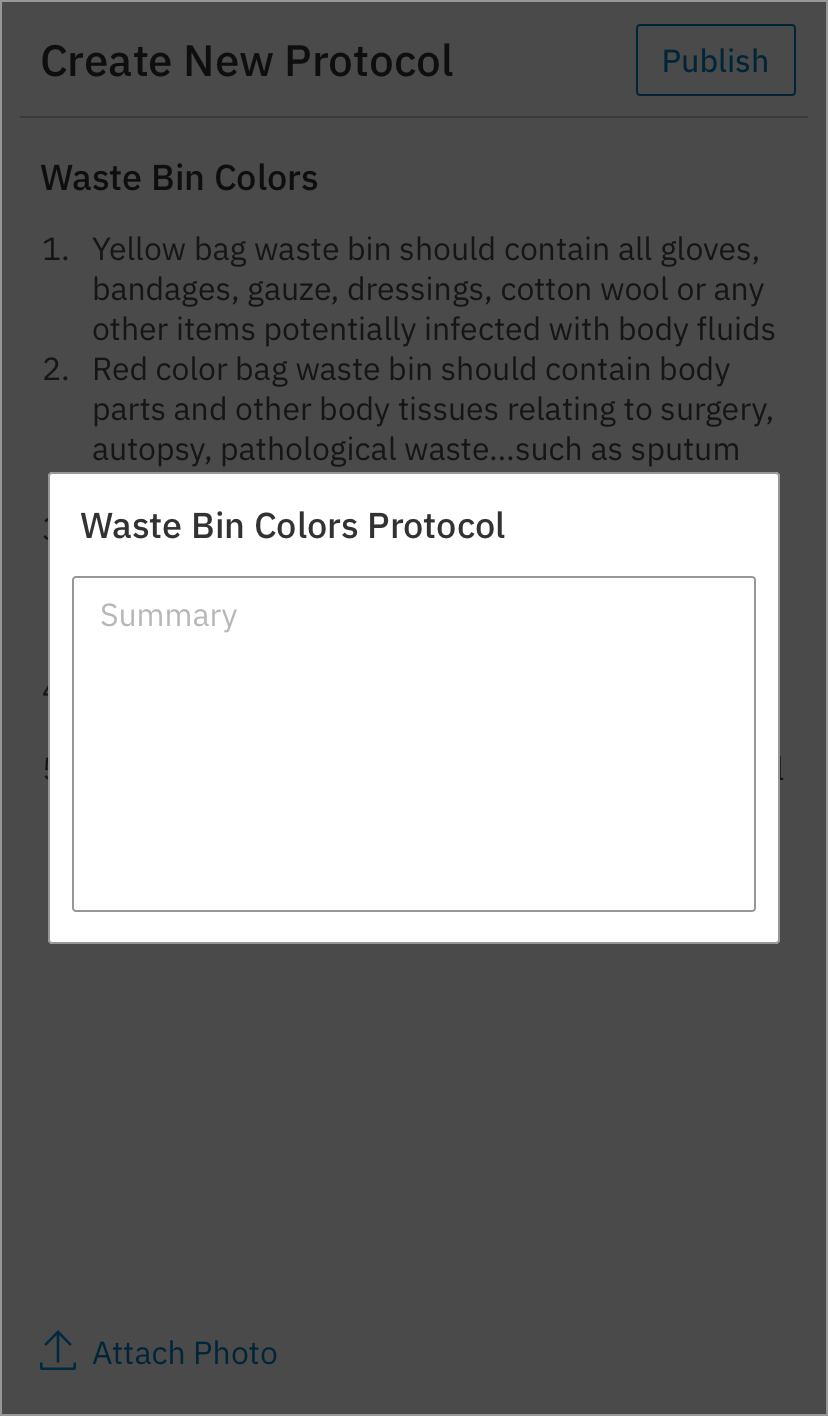 Create New Protocol
Publish
Waste Bin Colors
1. Yellow bag waste bin should contain all gloves,
bandages, gauze, dressings, cotton wool or any
other items potentially infected with body fluids
2. Red color bag waste bin should contain body
parts and other body tissues relating to surgery,
autopsy, pathological waste...such as sputum
Waste Bin Colors Protocol
Summary
Attach Photo